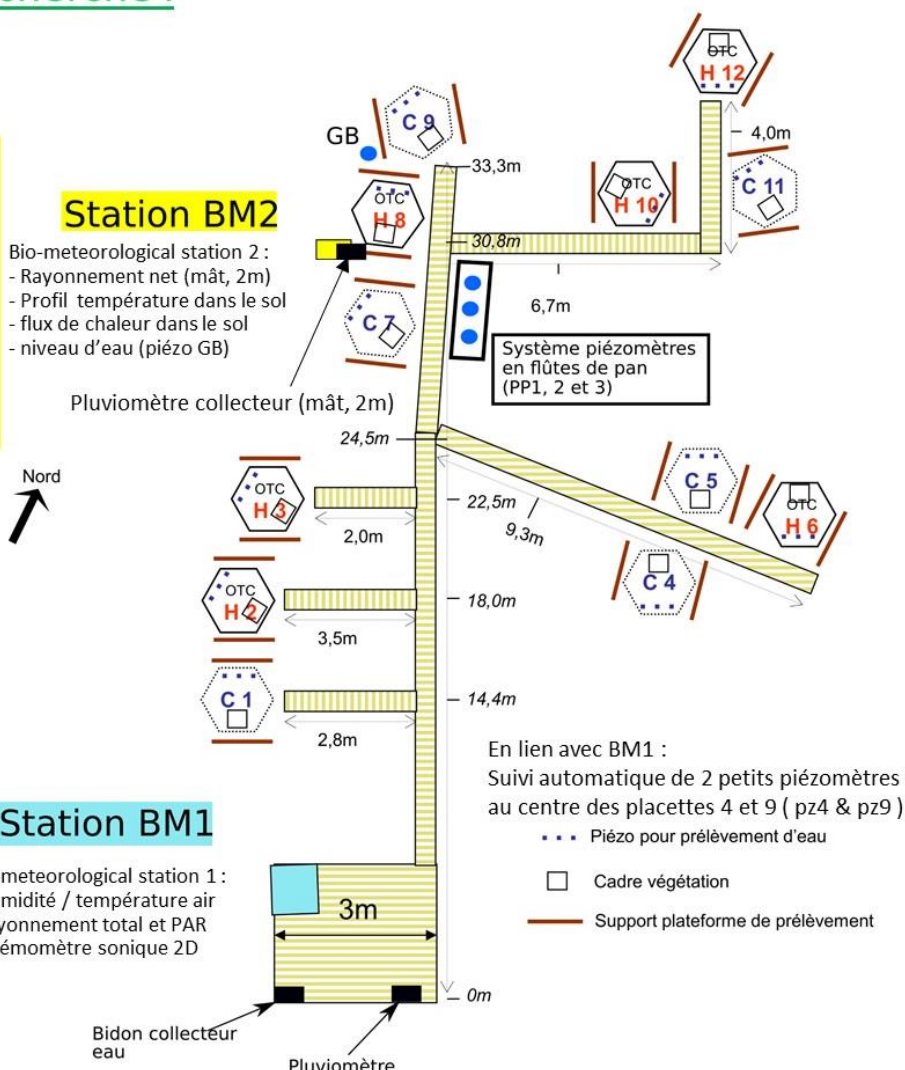 OTC
H 12
4,0m
C 9
GB
33,3m
C 11
OTC
H 10
OTC
H 8
Station BM2
30,8m
Bio-meteorological station 2 :
- Rayonnement net (mât, 2m)
- Profil température dans le sol
- flux de chaleur dans le sol
- niveau d'eau (piézo GB)
6,7m
C 7
Système piézomètres
en flûtes de pan
(PP1, 2 et 3)
Pluviomètre collecteur (mât, 2m)
24,5m
Nord
C 5
OTC
H 3
22,5m
OTC
H 6
9,3m
2,0m
C 4
OTC
H 2
18,0m
3,5m
C 1
14,4m
2,8m
En lien avec BM1 :
Suivi automatique de 2 petits piézomètres
au centre des placettes 4 et 9 ( pz4 & pz9 )
Piézo pour prélèvement d'eau
Cadre végétation
Support plateforme de prélèvement
Station BM1
meteorological station 1 :
midité / température air
yonnement total et PAR
émomètre sonique 2D
3m
0m
Bidon collecteur
eau
Pluviomètre